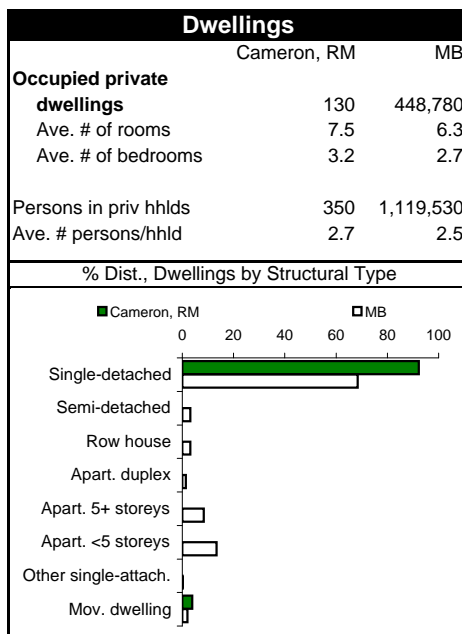 Dwellings
Cameron, RM MB
Occupied private
dwellings 130 448,780
Ave. # of rooms 7.5 6.3
Ave. # of bedrooms 3.2 2.7
Persons in priv hhlds 350 1,119,530
Ave. # persons/hhld 2.7 2.5
% Dist., Dwellings by Structural Type
Cameron, RM MB
0 20 40 60 80 100
Single-detached
Semi-detached
Row house
Apart. duplex
Apart. 5+ storeys
Apart. <5 storeys
Other single-attach.
Mov. dwelling